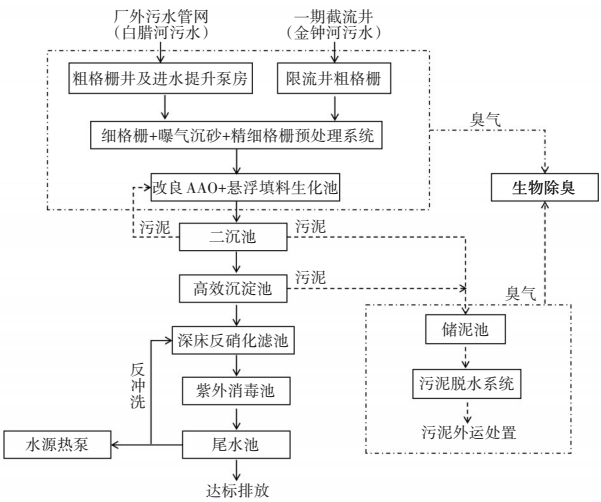 厂外污水管网
（白腊河污水）
一期截流井
（金钟河污水）
粗格栅井及进水提升泵房
限流井粗格栅
细格栅+曝气沉砂+精细格栅预处理系统
臭气
改良AAO+悬浮填料生化池
生物除臭
污泥
二沉池
污泥
高效沉淀池
污泥
臭气
深床反硝化滤池
储泥池
反冲洗
紫外消毒池
污泥脱水系统
水源热泵
尾水池
污泥外运处置
达标排放